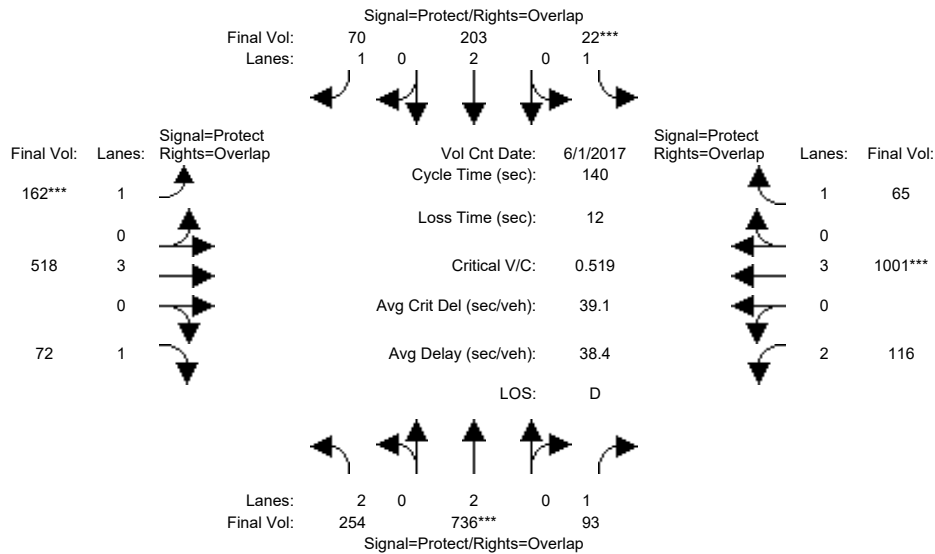 Signal=Protect/Rights=Overlap
Final Vol: 70 203 22***
Lanes: 1 0 2 0 1
Signal=Protect
Final Vol: Lanes: Rights=Overlap
Vol Cnt Date: 6/1/2017
Signal=Protect
Rights=Overlap Lanes: Final Vol:
Cycle Time (sec): 140
162*** 1
1 65
Loss Time (sec): 12
0
0
518 3
Critical V/C: 0.519
3 1001***
0
Avg Crit Del (sec/veh): 39.1
0
72 1
Avg Delay (sec/veh): 38.4
2 116
LOS: D
Lanes: 2 0 2 0 1
Final Vol: 254 736*** 93
Signal=Protect/Rights=Overlap